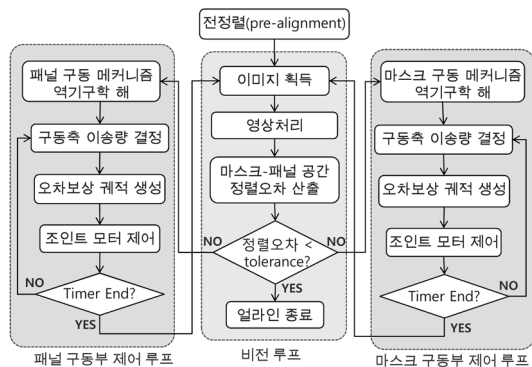 전정렬(pre-alignment)
패널 구동 메커니즘
역기구학 해
구동축 이송량 결정
오차보상 궤적 생성
조인트 모터 제어
NO
Timer End?
YES
패널 구동부 제어 루프
이미지 획득
영상처리
마스크-패널 공간
정렬오차 산출
NO
정렬오차 <
tolerance?
NO
YES
얼라인 종료
비전 루프
마스크 구동 메커니즘
역기구학 해
구동축 이송량 결정
오차보상 궤적 생성
조인트 모터 제어
Timer End?
NO
YES
마스크 구동부 제어 루프